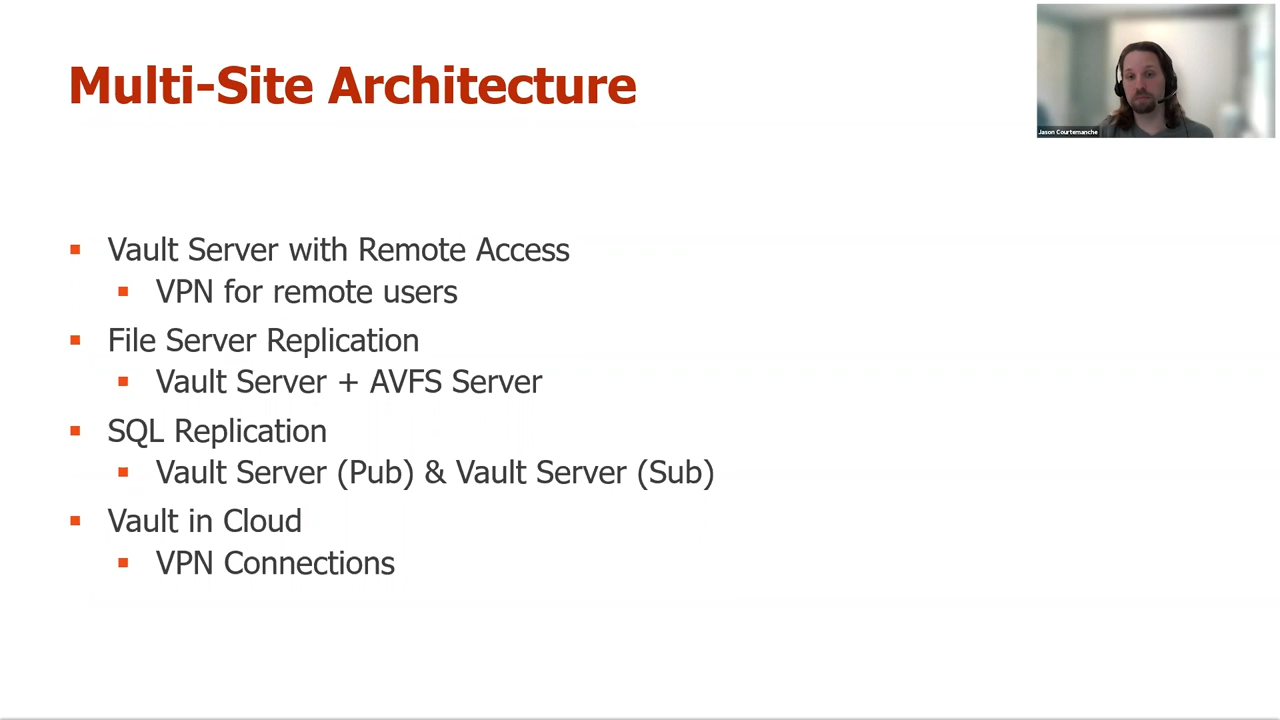 Multi-Site Architecture
Jason Courtemanche
Vault Server with Remote Access
VPN for remote users
File Server Replication
Vault Server + AVFS Server
SQL Replication
Vault Server (Pub) & Vault Server (Sub)
Vault in Cloud
VPN Connections